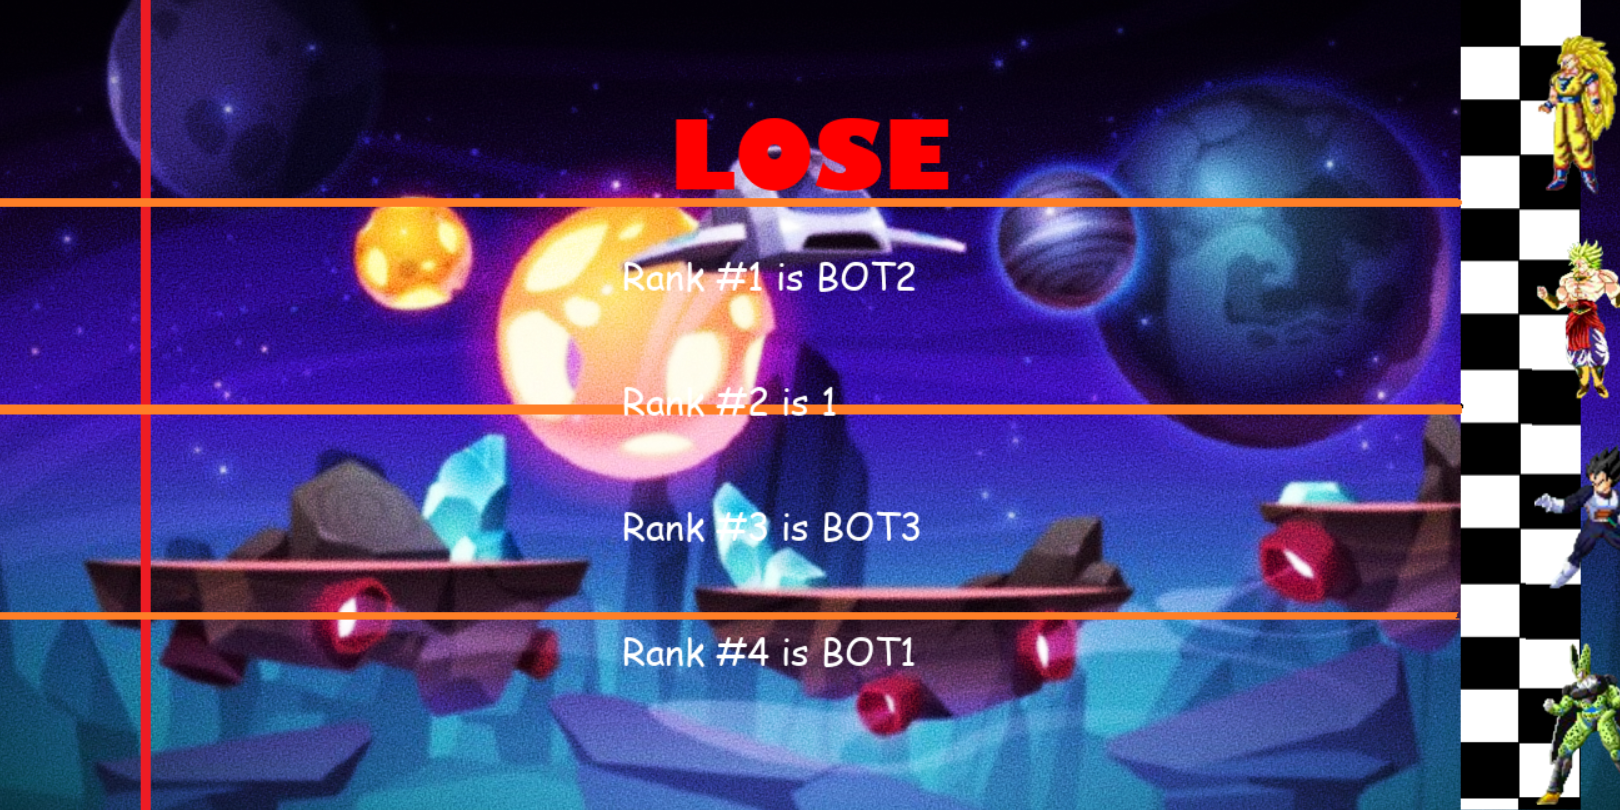 LOSE
Rank #1 is BOT2
Rank #2 is 1
Rank #3 is BOT3
Rank #4 is BOT1